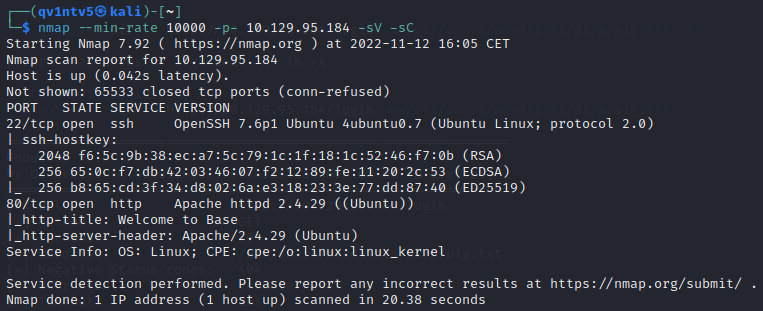 ┌──(qv1ntv5㉿kali)-[~]
└─$ nmap --min-rate 10000 -p- 10.129.95.184 -sV -sC
Starting Nmap 7.92 ( https://nmap.org ) at 2022-11-12 16:05 CET
Nmap scan report for 10.129.95.184
Host is up (0.042s latency).
Not shown: 65533 closed tcp ports (conn-refused)
PORT   STATE SERVICE VERSION
22/tcp open  ssh     OpenSSH 7.6p1 Ubuntu 4ubuntu0.7 (Ubuntu Linux; protocol 2.0)
| ssh-hostkey:
|   2048 f6:5c:9b:38:ec:a7:5c:79:1c:1f:18:1c:52:46:f7:0b (RSA)
|   256 65:0c:f7:db:42:03:46:07:f2:12:89:fe:11:20:2c:53 (ECDSA)
|_  256 b8:65:cd:3f:34:d8:02:6a:e3:18:23:3e:77:dd:87:40 (ED25519)
80/tcp open  http    Apache httpd 2.4.29 ((Ubuntu))
|_http-title: Welcome to Base
|_http-server-header: Apache/2.4.29 (Ubuntu)
Service Info: OS: Linux; CPE: cpe:/o:linux:linux_kernel
Service detection performed. Please report any incorrect results at https://nmap.org/submit/ .
Nmap done: 1 IP address (1 host up) scanned in 20.38 seconds